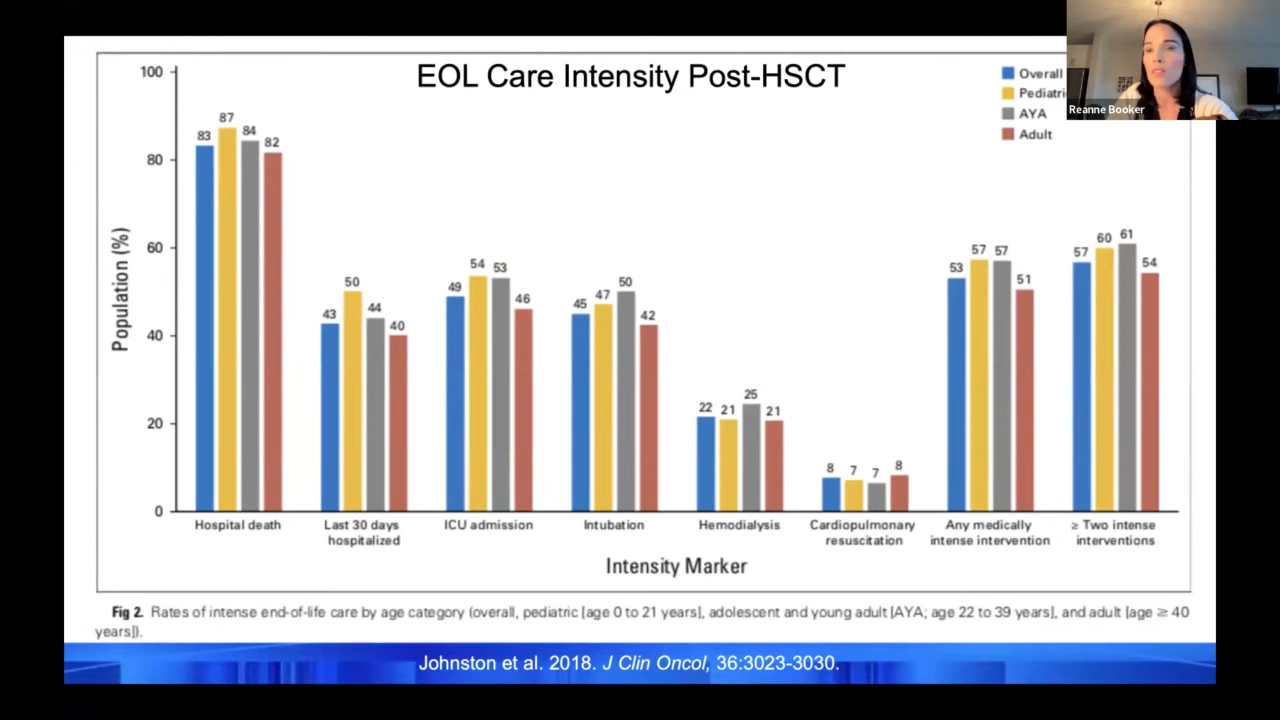 EOL Care Intensity Post-HSCT
Overall
Pediatri
AYA
Adult
Reanne Booker
Population (%)
100
80
60
40
20
0
83 87 84 82
43 50 44 40
49 54 53 46
45 47 50 42
22 21 25 21
8 7 7 8
53 57 57 51
57 60 61 54
Hospital death
Last 30 days
hospitalized
ICU admission
Intubation
Hemodialysis
Cardiopulmonary
resuscitation
Any medically
intense intervention
≥ Two intense
interventions
Intensity Marker
Fig 2. Rates of intense end-of-life care by age category (overall, pediatric [age 0 to 21 years], adolescent and young adult [AYA; age 22 to 39 years], and adult [age ≥ 40
years]).
Johnston et al. 2018. J Clin Oncol, 36:3023-3030.